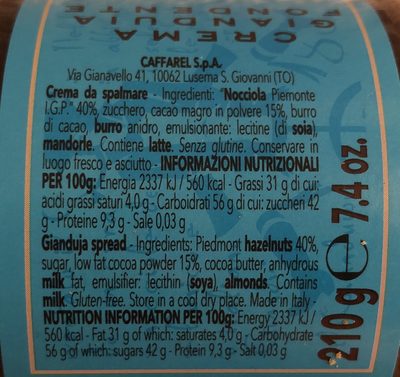 CREMA
GIANDUIA
FONDENTE
CAFFAREL S.p.A.
Via Gianavello 41, 10062 Luserna S. Giovanni (TO)
Crema da spalmare - Ingredienti: "Nocciola Piemonte
I.G.P." 40%, zucchero, cacao magro in polvere 15%, burro
di cacao, burro anidro, emulsionante: lecitine (di soia),
mandorle. Contiene latte. Senza glutine. Conservare in
luogo fresco e asciutto - INFORMAZIONI NUTRIZIONALI
PER 100g: Energia 2337 kJ / 560 kcal - Grassi 31 g di cui:
acidi grassi saturi 4,0 g - Carboidrati 56 g di cui: zuccheri 42
g - Proteine 9,3 g - Sale 0,03 g
Gianduja spread - Ingredients: Piedmont hazelnuts 40%,
sugar, low fat cocoa powder 15%, cocoa butter, anhydrous
milk fat, emulsifier: lecithin (soya), almonds. Contains
milk. Gluten-free. Store in a cool dry place. Made in Italy -
NUTRITION INFORMATION PER 100g: Energy 2337 kJ /
560 kcal - Fat 31 g of which: saturates 4,0 g - Carbohydrate
56 g of which: sugars 42 g - Protein 9,3 g - Salt 0,03 g
210 g ℮ 7.4 oz.